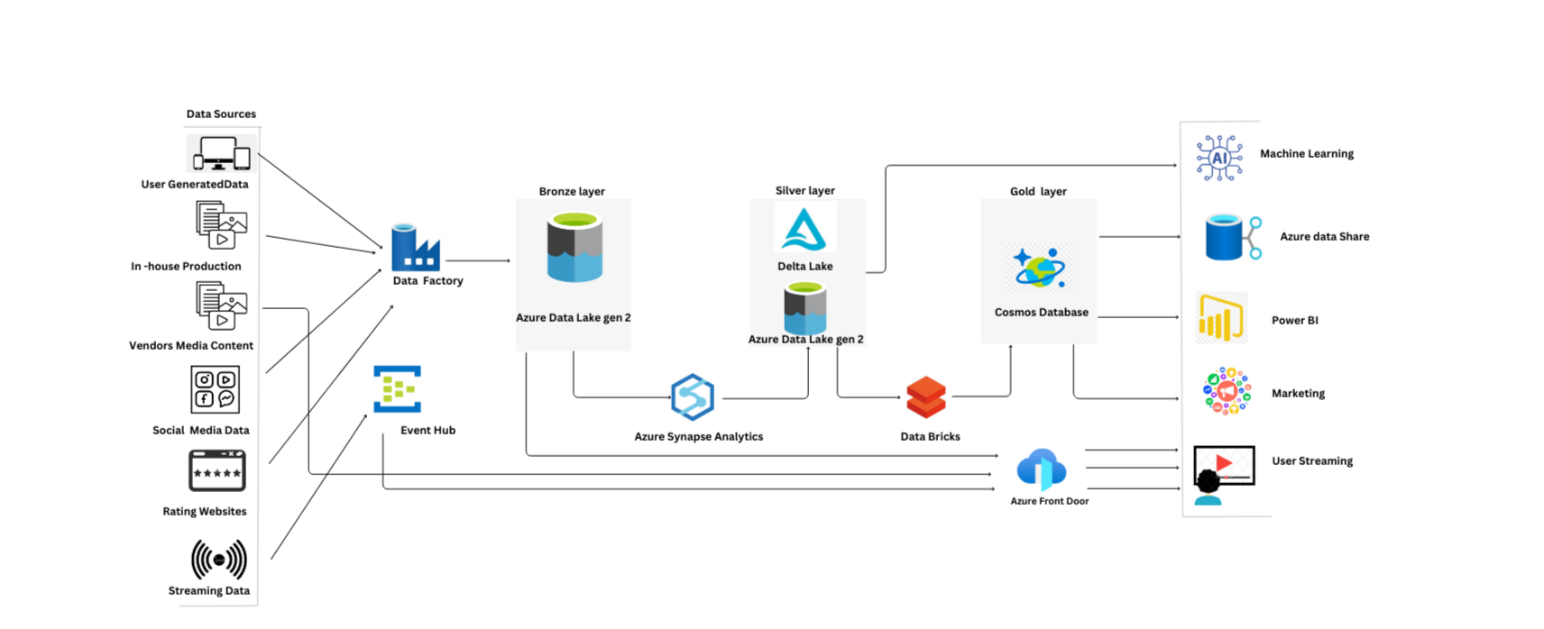 Data Sources
User GeneratedData
In -house Production
Vendors Media Content
Social Media Data
Rating Websites
Streaming Data
Data Factory
Event Hub
Bronze layer
Azure Data Lake gen 2
Azure Synapse Analytics
Silver layer
Delta Lake
Azure Data Lake gen 2
Data Bricks
Gold layer
Cosmos Database
Azure Front Door
AI
Machine Learning
Azure data Share
Power BI
Marketing
User Streaming